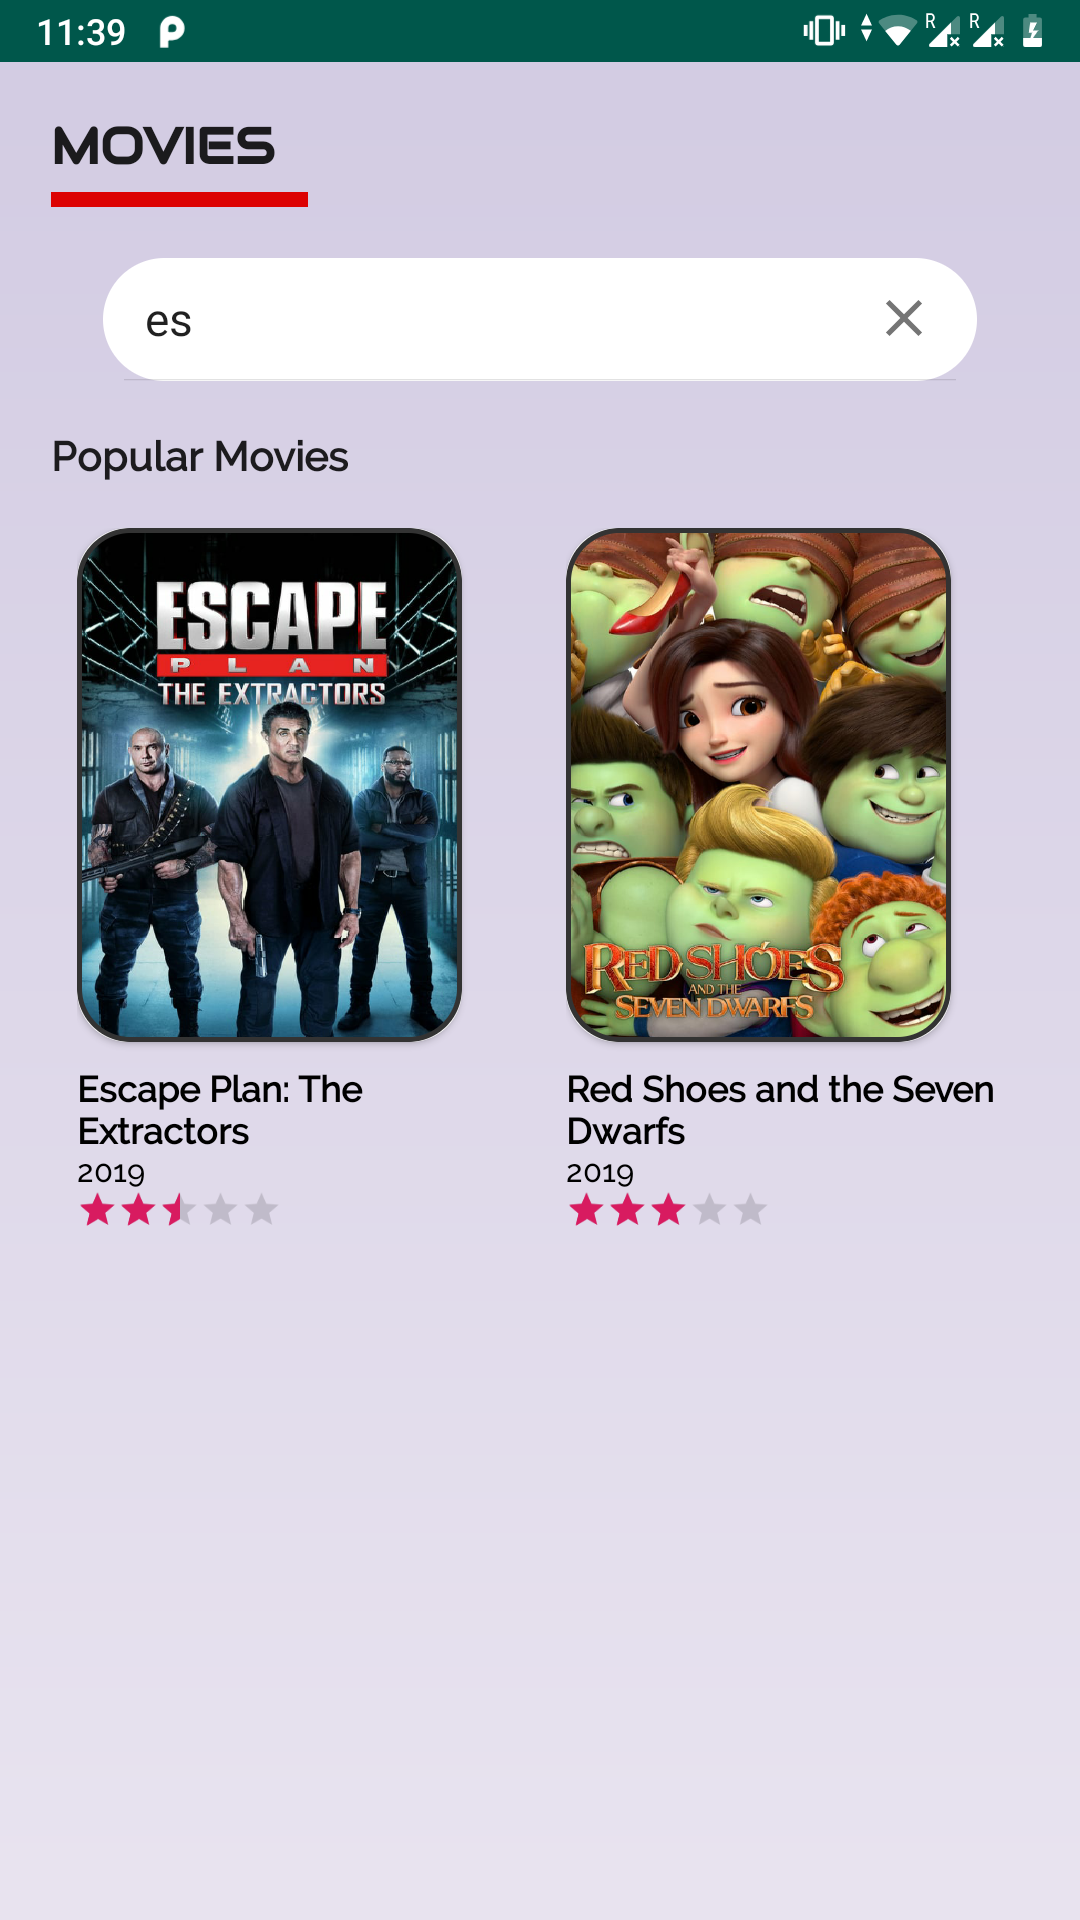 11:39
R R
MOVIES
es
Popular Movies
ESCAPE
PLAN
THE EXTRACTORS
RED SHOES
AND THE
SEVEN DWARFS
Escape Plan: The
Extractors
2019
Red Shoes and the Seven
Dwarfs
2019